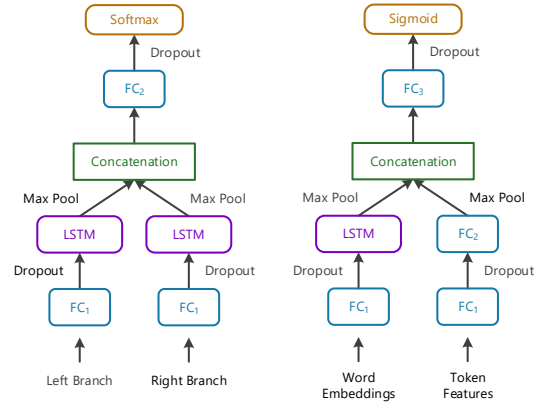 Softmax
Dropout
FC₂
Concatenation
Max Pool Max Pool
LSTM LSTM
Dropout Dropout
FC₁ FC₁
Left Branch Right Branch
Sigmoid
Dropout
FC₃
Concatenation
Max Pool Max Pool
LSTM FC₂
Dropout Dropout
FC₁ FC₁
Word Token
Embeddings Features